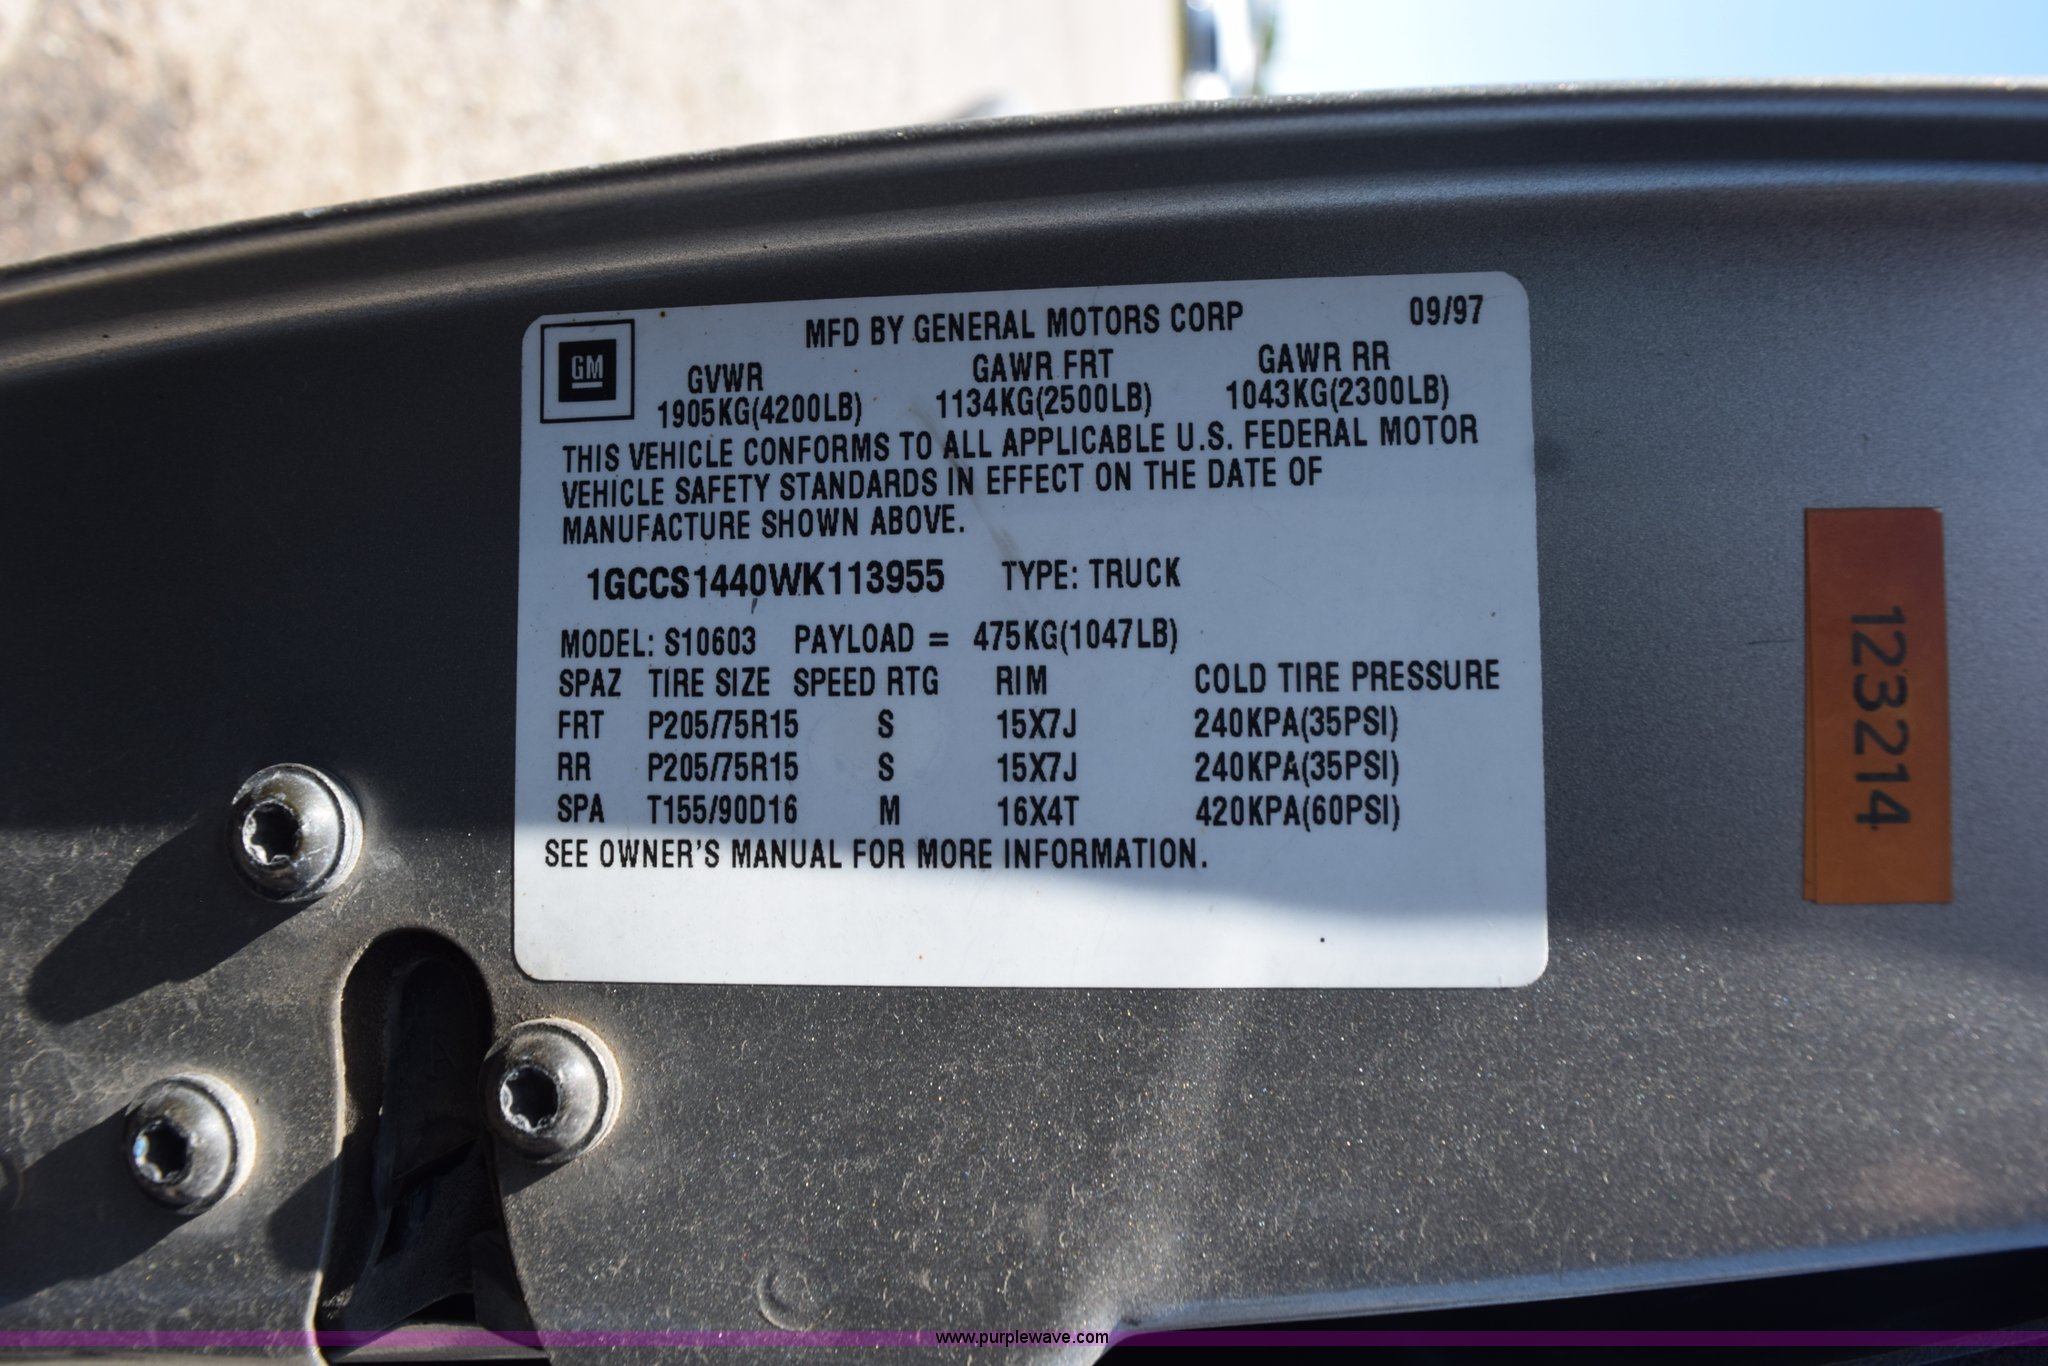 MFD BY GENERAL MOTORS CORP 09/97
GM
GVWR GAWR FRT GAWR RR
1905KG(4200LB) 1134KG(2500LB) 1043KG(2300LB)
THIS VEHICLE CONFORMS TO ALL APPLICABLE U.S. FEDERAL MOTOR
VEHICLE SAFETY STANDARDS IN EFFECT ON THE DATE OF
MANUFACTURE SHOWN ABOVE.
1GCCS1440WK113955 TYPE: TRUCK
MODEL: S10603 PAYLOAD = 475KG(1047LB)
SPAZ TIRE SIZE SPEED RTG RIM COLD TIRE PRESSURE
FRT P205/75R15 S 15X7J 240KPA(35PSI)
RR P205/75R15 S 15X7J 240KPA(35PSI)
SPA T155/90D16 M 16X4T 420KPA(60PSI)
SEE OWNER'S MANUAL FOR MORE INFORMATION.
123214
www.purplewave.com